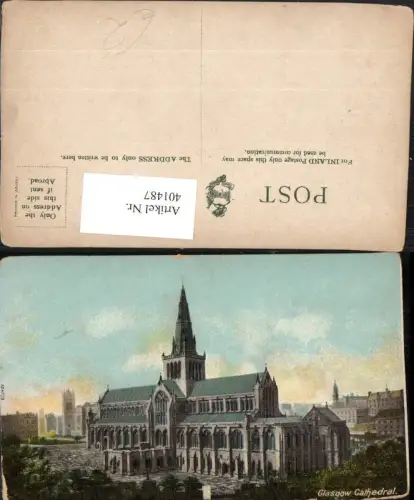 For INLAND Postage only this space may
be used for communication.
The ADDRESS only to be written here.
POST
Only the
Address on
this side
if sent
Abroad.
Artikel Nr.
401487
Glasgow Cathedral.